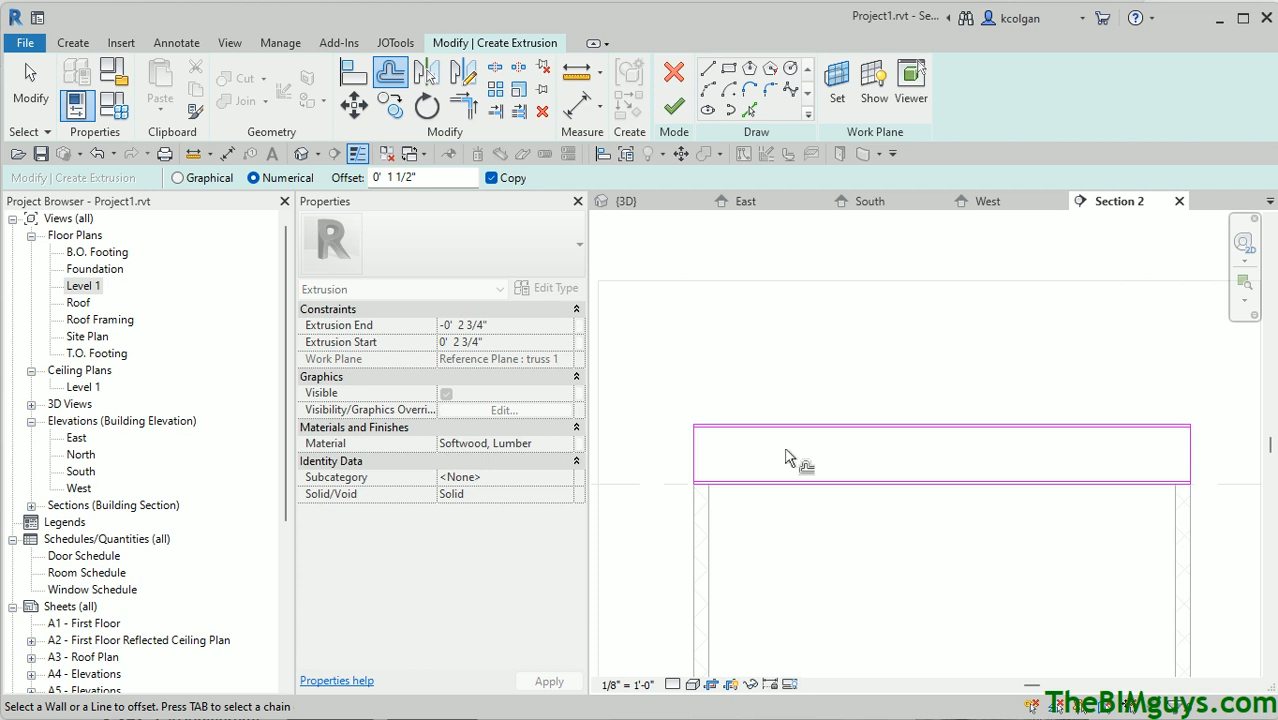 Project1.rvt - Se...
kcolgan
File
Create
Insert
Annotate
View
Manage
Add-Ins
JOTools
Modify | Create Extrusion
Modify
Paste
Cut
Join
Set
Show
Viewer
Select
Properties
Clipboard
Geometry
Modify
Measure
Create
Mode
Draw
Work Plane
Modify | Create Extrusion
Graphical
Numerical
Offset:
0' 1 1/2"
Copy
Project Browser - Project1.rvt
Views (all)
Floor Plans
B.O. Footing
Foundation
Level 1
Roof
Roof Framing
Site Plan
T.O. Footing
Ceiling Plans
Level 1
3D Views
Elevations (Building Elevation)
East
North
South
West
Sections (Building Section)
Legends
Schedules/Quantities (all)
Door Schedule
Room Schedule
Window Schedule
Sheets (all)
A1 - First Floor
A2 - First Floor Reflected Ceiling Plan
A3 - Roof Plan
A4 - Elevations
A5 - Elevations
Properties
R
Extrusion
Edit Type
Constraints
Extrusion End
-0' 2 3/4"
Extrusion Start
0' 2 3/4"
Work Plane
Reference Plane : truss 1
Graphics
Visible
Visibility/Graphics Overri...
Edit...
Materials and Finishes
Material
Softwood, Lumber
Identity Data
Subcategory
<None>
Solid/Void
Solid
Properties help
Apply
{3D}
East
South
West
Section 2
2D
1/8" = 1'-0"
Select a Wall or a Line to offset. Press TAB to select a chain
TheBIMguys.com